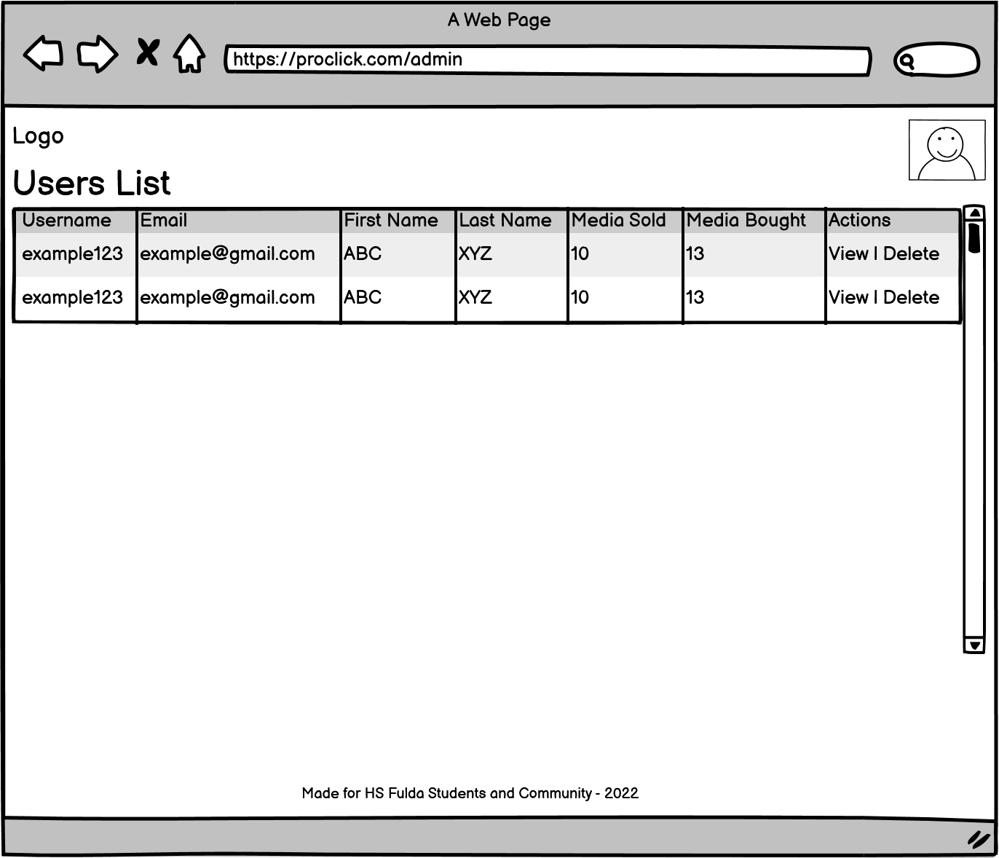 A Web Page
https://proclick.com/admin
Logo
Users List
Username Email First Name Last Name Media Sold Media Bought Actions
example123 example@gmail.com ABC XYZ 10 13 View | Delete
example123 example@gmail.com ABC XYZ 10 13 View | Delete
Made for HS Fulda Students and Community - 2022